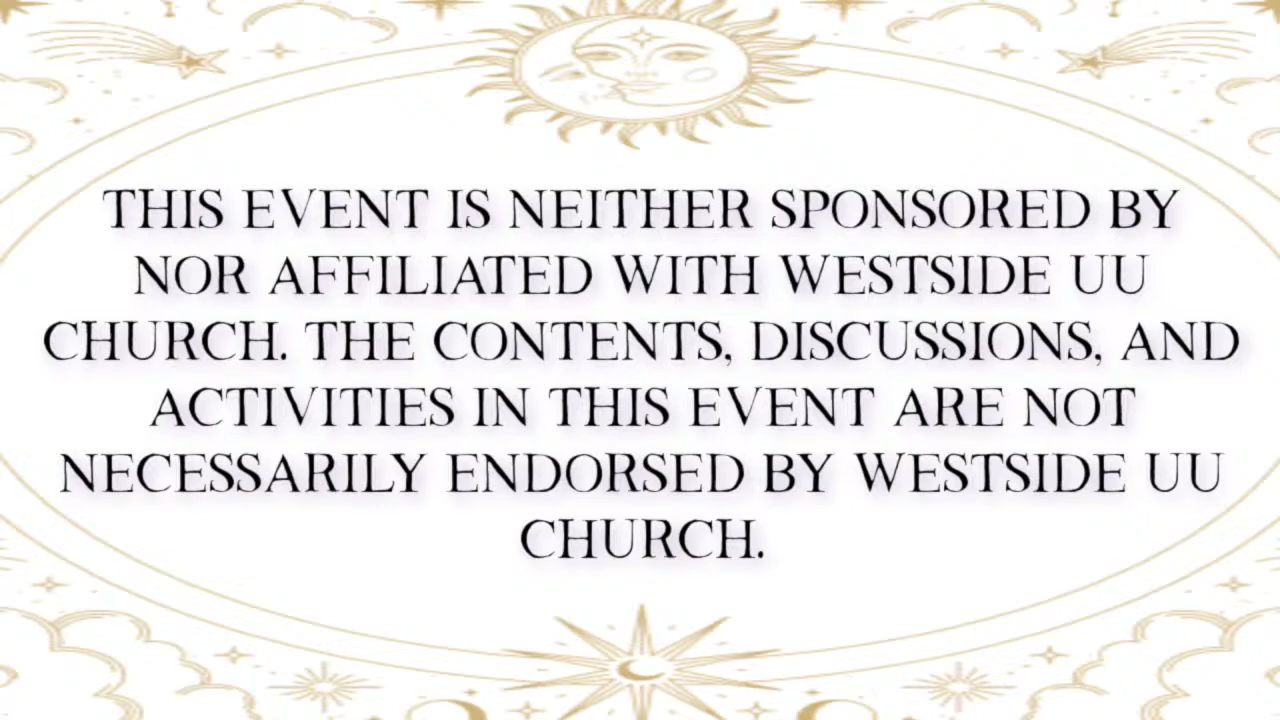 THIS EVENT IS NEITHER SPONSORED BY
NOR AFFILIATED WITH WESTSIDE UU
CHURCH. THE CONTENTS, DISCUSSIONS, AND
ACTIVITIES IN THIS EVENT ARE NOT
NECESSARILY ENDORSED BY WESTSIDE UU
CHURCH.